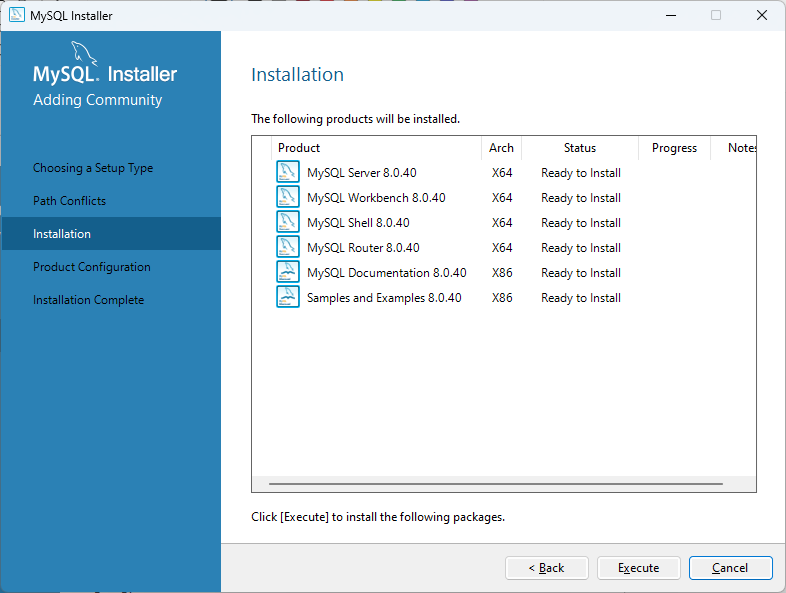 MySQL Installer
MySQL. Installer
Adding Community
Choosing a Setup Type
Path Conflicts
Installation
Product Configuration
Installation Complete
Installation
The following products will be installed.
Product Arch Status Progress Notes
MySQL Server 8.0.40 X64 Ready to Install
MySQL Workbench 8.0.40 X64 Ready to Install
MySQL Shell 8.0.40 X64 Ready to Install
MySQL Router 8.0.40 X64 Ready to Install
MySQL Documentation 8.0.40 X86 Ready to Install
Samples and Examples 8.0.40 X86 Ready to Install
Click [Execute] to install the following packages.
< Back Execute Cancel